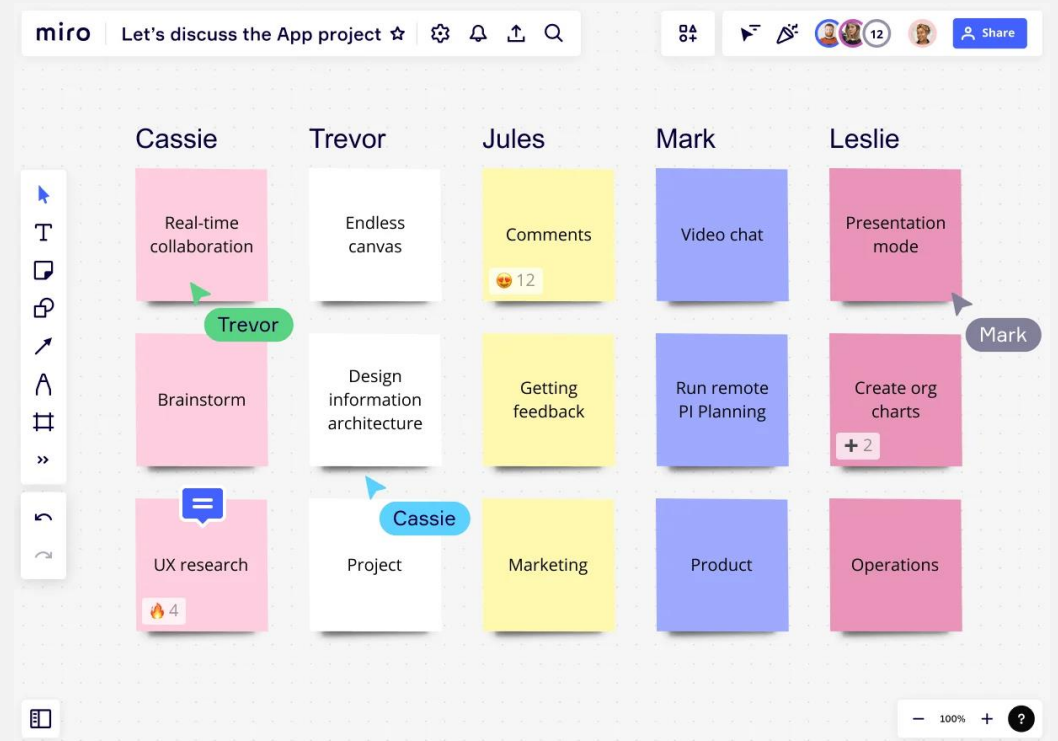 miro
Let's discuss the App project
12
Share
Cassie
Trevor
Jules
Mark
Leslie
Real-time
collaboration
Endless
canvas
Comments
12
Video chat
Presentation
mode
Trevor
Mark
Brainstorm
Design
information
architecture
Getting
feedback
Run remote
PI Planning
Create org
charts
2
Cassie
UX research
4
Project
Marketing
Product
Operations
100%
?